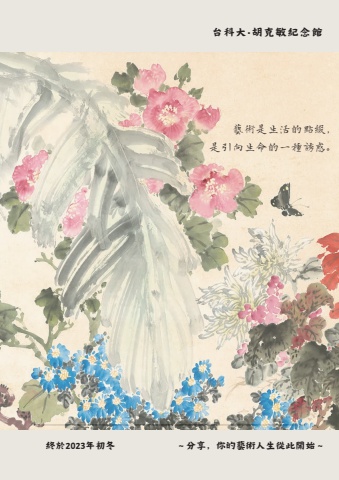 台科大·胡克敏紀念館
藝術是生活的點綴，
是引向生命的一種誘惑。
終於2023年初冬
~分享，你的藝術人生從此開始~